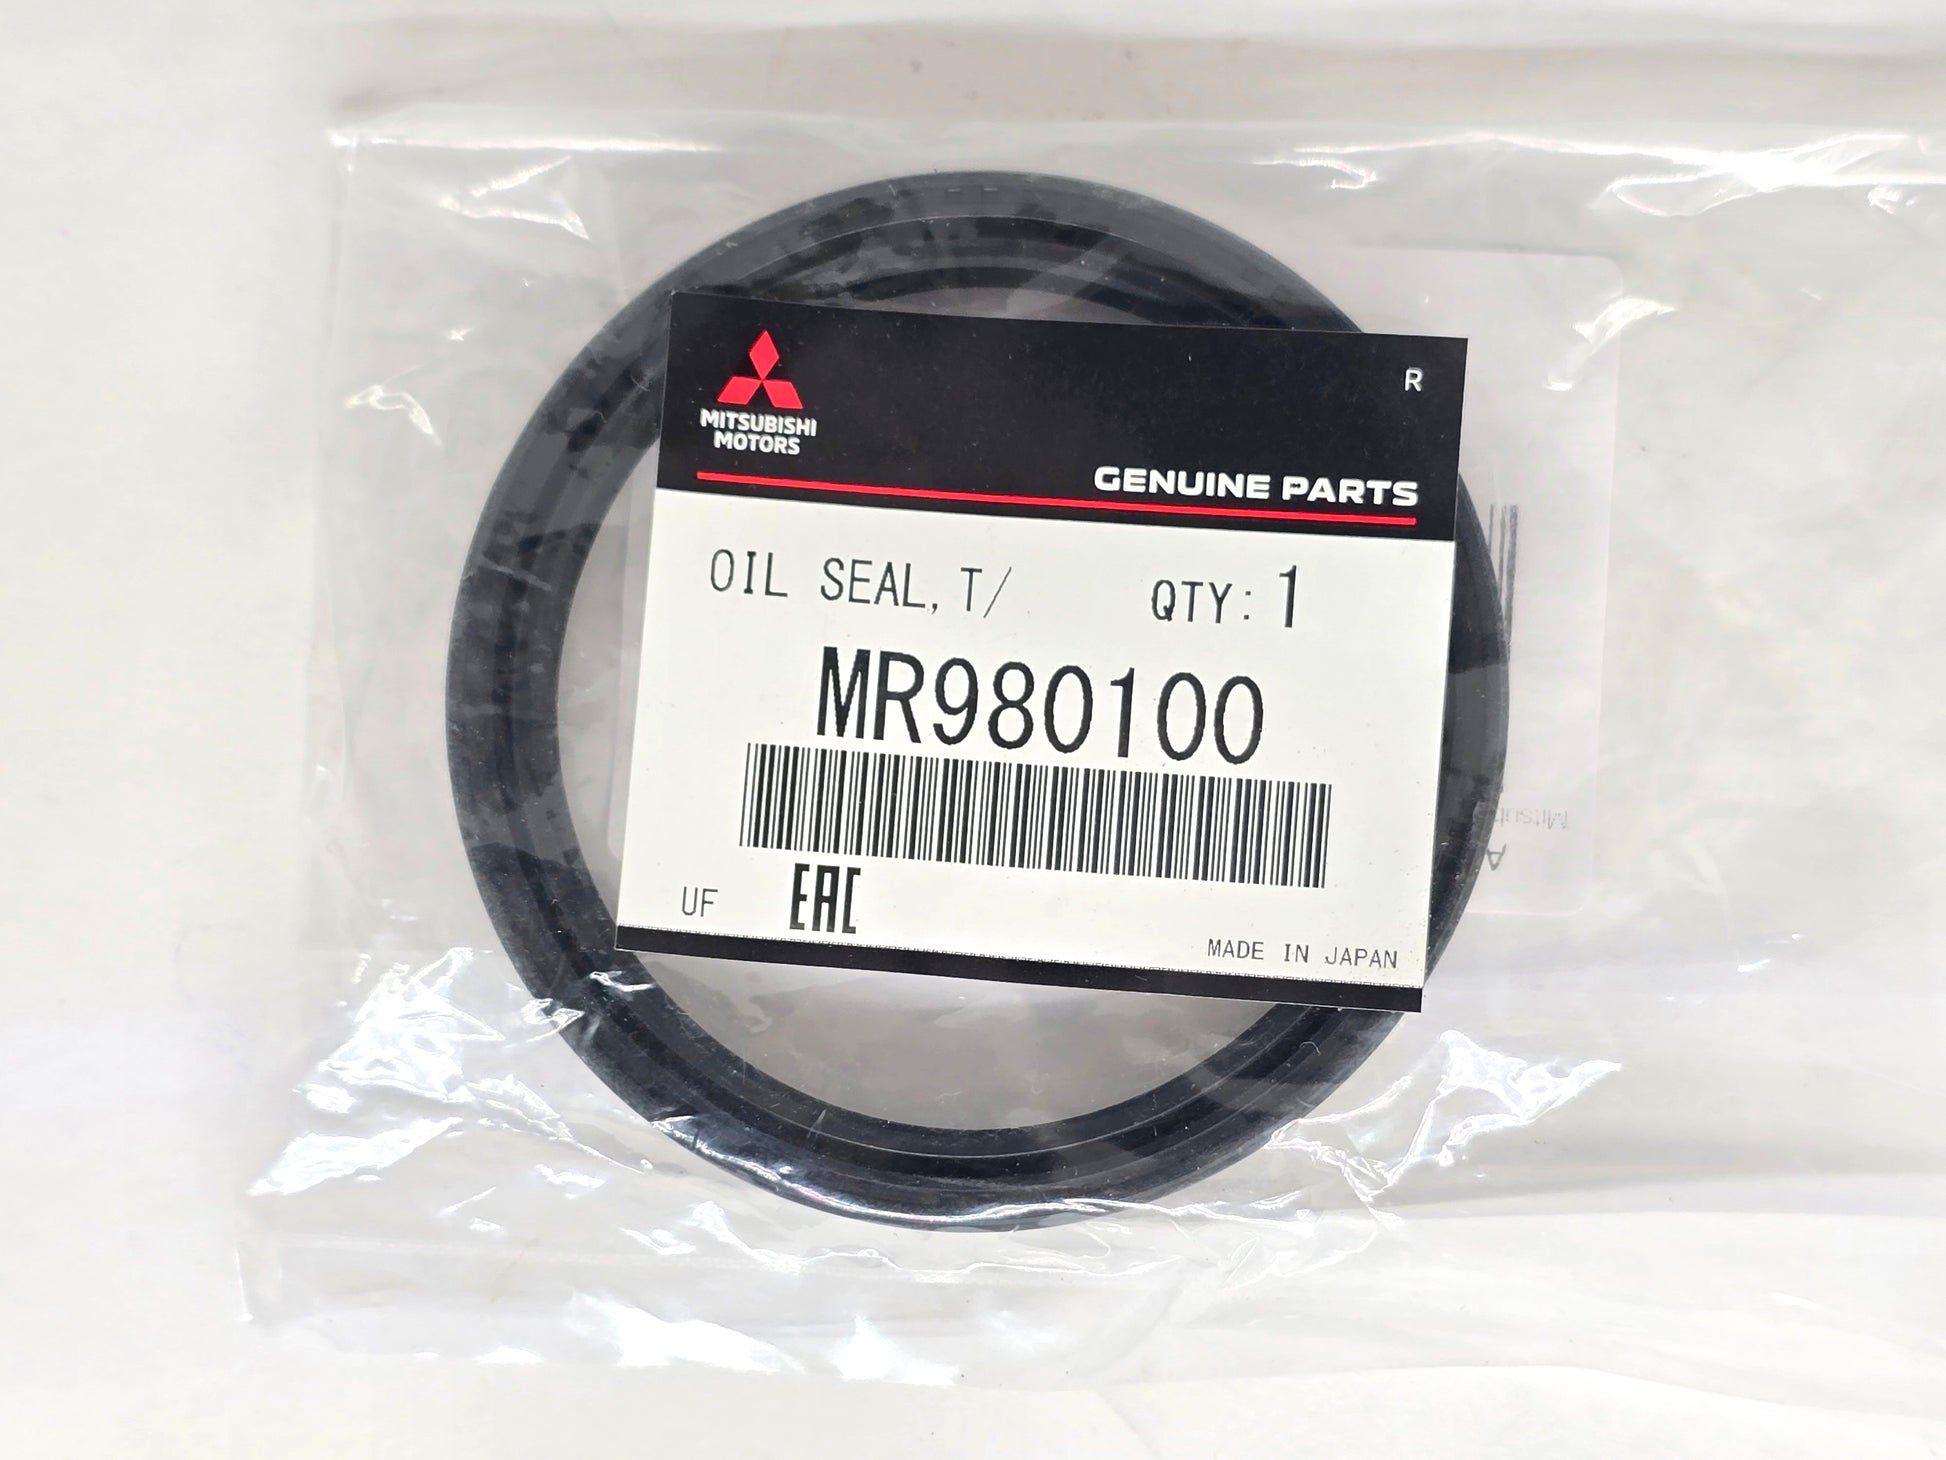 MITSUBISHI
MOTORS
R
GENUINE PARTS
OIL SEAL, T/ QTY: 1
MR980100
UF EAC
MADE IN JAPAN